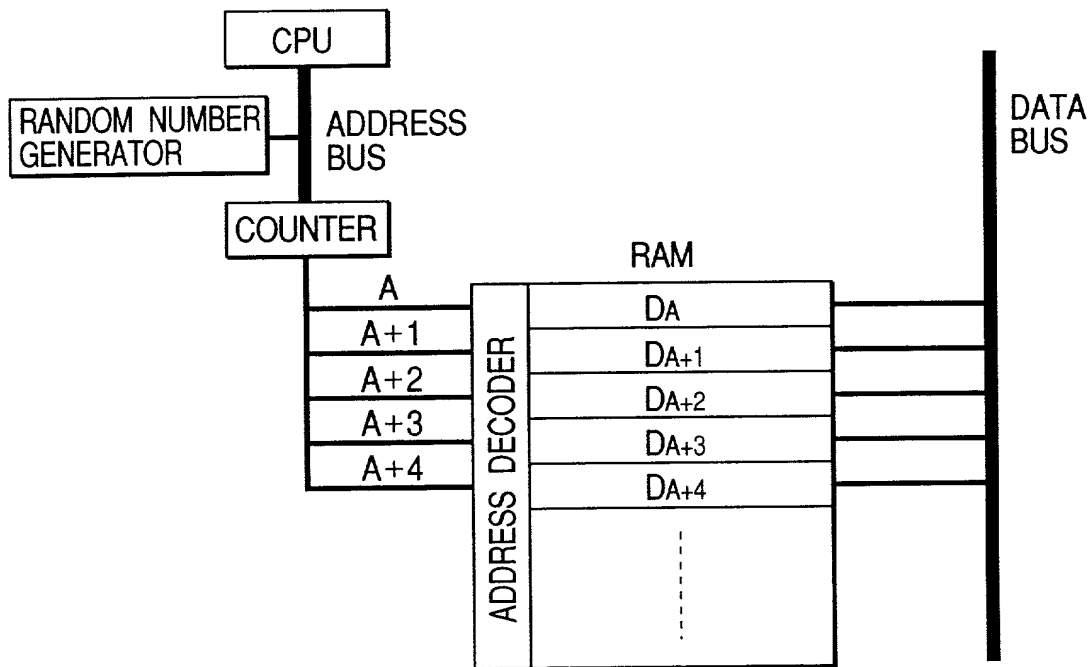 CPU
RANDOM NUMBER
GENERATOR
ADDRESS
BUS
DATA
BUS
COUNTER
RAM
A
A+1
A+2
A+3
A+4
ADDRESS DECODER
DA
DA+1
DA+2
DA+3
DA+4